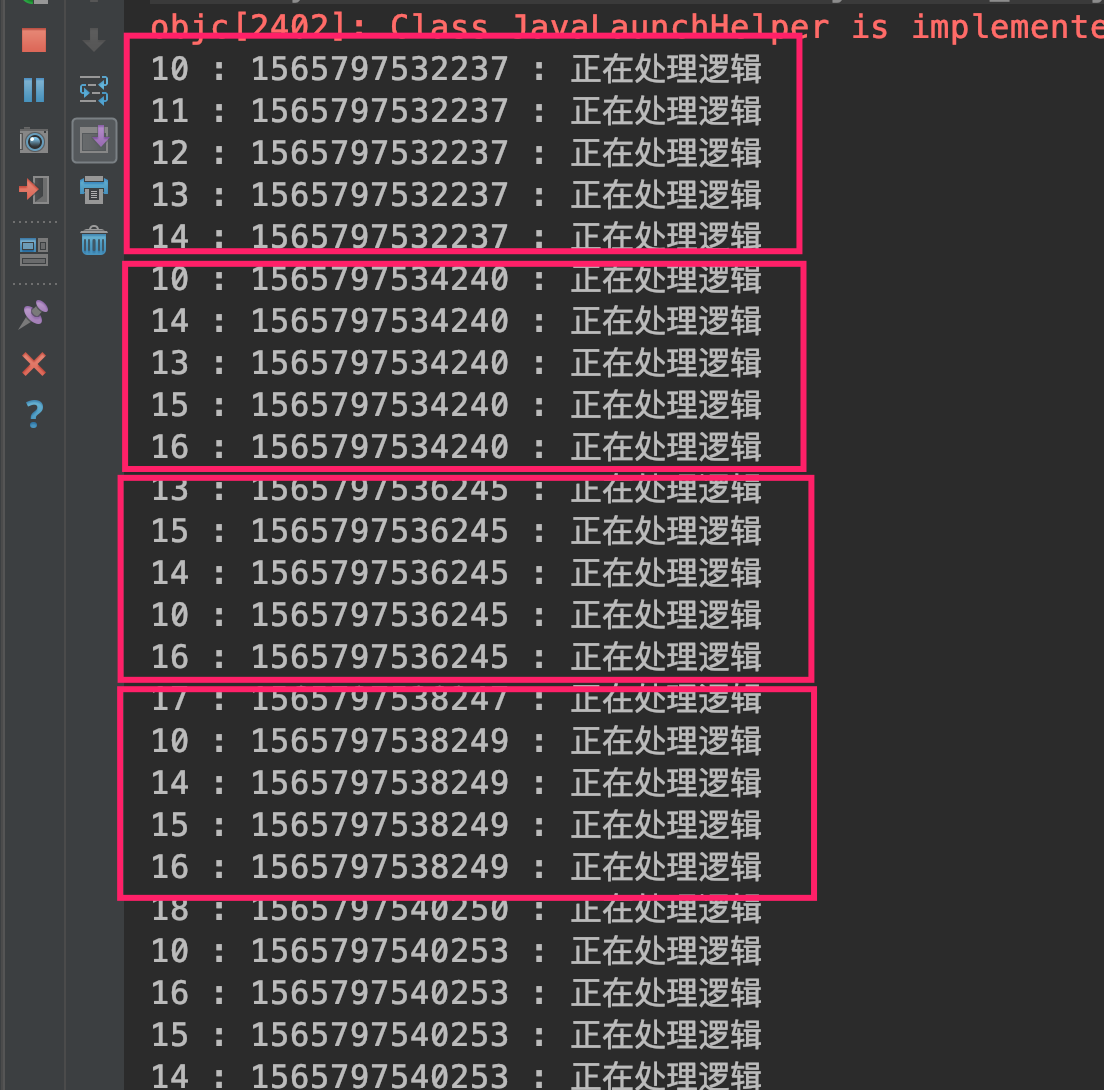 objc[2402]: Class JavaLaunchHelper is implemente
10 : 1565797532237 : 正在处理逻辑
11 : 1565797532237 : 正在处理逻辑
12 : 1565797532237 : 正在处理逻辑
13 : 1565797532237 : 正在处理逻辑
14 : 1565797532237 : 正在处理逻辑
10 : 1565797534240 : 正在处理逻辑
14 : 1565797534240 : 正在处理逻辑
13 : 1565797534240 : 正在处理逻辑
15 : 1565797534240 : 正在处理逻辑
16 : 1565797534240 : 正在处理逻辑
13 : 1565797536245 : 正在处理逻辑
15 : 1565797536245 : 正在处理逻辑
14 : 1565797536245 : 正在处理逻辑
10 : 1565797536245 : 正在处理逻辑
16 : 1565797536245 : 正在处理逻辑
17 : 1565797538247 : 正在处理逻辑
10 : 1565797538249 : 正在处理逻辑
14 : 1565797538249 : 正在处理逻辑
15 : 1565797538249 : 正在处理逻辑
16 : 1565797538249 : 正在处理逻辑
18 : 1565797540250 : 正在处理逻辑
10 : 1565797540253 : 正在处理逻辑
16 : 1565797540253 : 正在处理逻辑
15 : 1565797540253 : 正在处理逻辑
14 : 1565797540253 : 正在处理逻辑